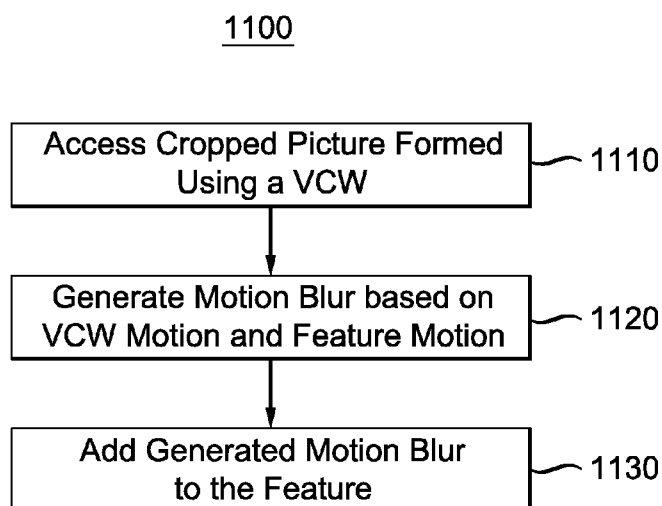 1100
Access Cropped Picture Formed
Using a VCW
1110
Generate Motion Blur based on
VCW Motion and Feature Motion
1120
Add Generated Motion Blur
to the Feature
1130